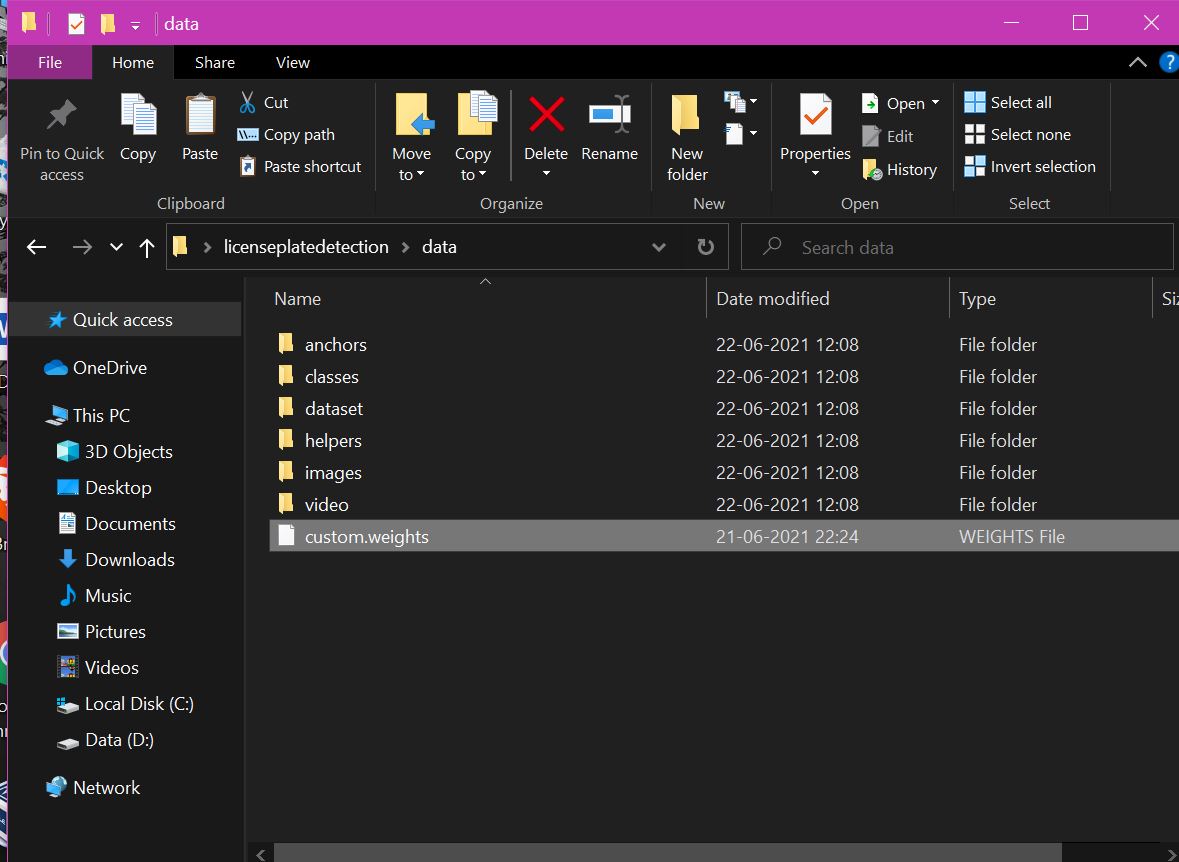 data
File Home Share View
Pin to Quick access
Copy
Paste
Cut
Copy path
Paste shortcut
Clipboard
Move to
Copy to
Delete
Rename
Organize
New folder
New
Properties
Open
Edit
History
Open
Select all
Select none
Invert selection
Select
licenseplatedetection > data
Search data
Quick access
OneDrive
This PC
3D Objects
Desktop
Documents
Downloads
Music
Pictures
Videos
Local Disk (C:)
Data (D:)
Network
Name Date modified Type
anchors 22-06-2021 12:08 File folder
classes 22-06-2021 12:08 File folder
dataset 22-06-2021 12:08 File folder
helpers 22-06-2021 12:08 File folder
images 22-06-2021 12:08 File folder
video 22-06-2021 12:08 File folder
custom.weights 21-06-2021 22:24 WEIGHTS File